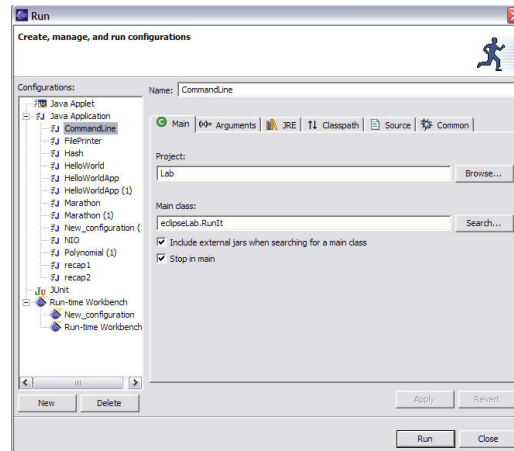 Run
Create, manage, and run configurations
Configurations:
Java Applet
Java Application
CommandLine
FilePrinter
Hash
HelloWorld
HelloWorldApp
HelloWorldApp (1)
Marathon
Marathon (1)
New_configuration (
NIO
Polynomial (1)
recap1
recap2
JUnit
Run-time Workbench
New_configuration
Run-time Workbench
New Delete
Name: CommandLine
Main (x)= Arguments JRE Classpath Source Common
Project:
Lab Browse...
Main class:
eclipseLab.RunIt Search...
Include external jars when searching for a main class
Stop in main
Apply Revert
Run Close